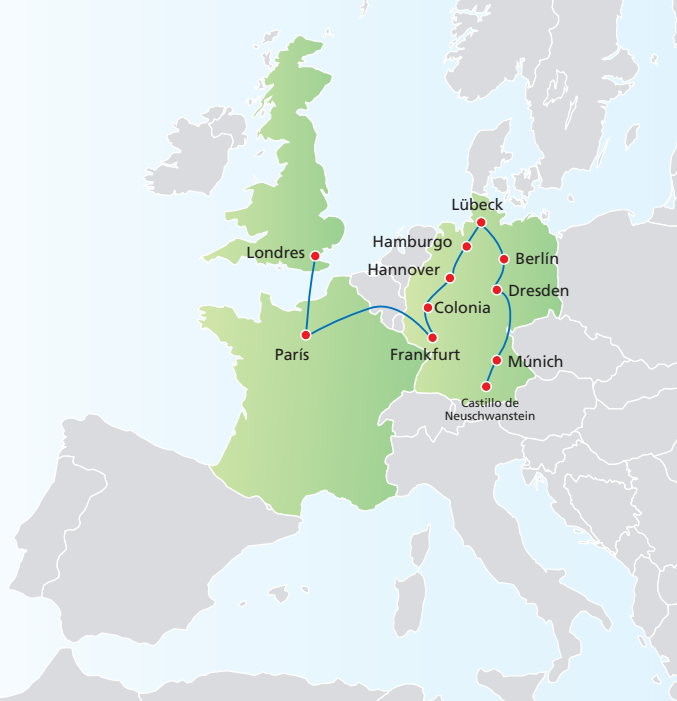 Lübeck
Hamburgo
Londres
Berlín
Hannover
Dresden
Colonia
París
Frankfurt
Múnich
Castillo de
Neuschwanstein